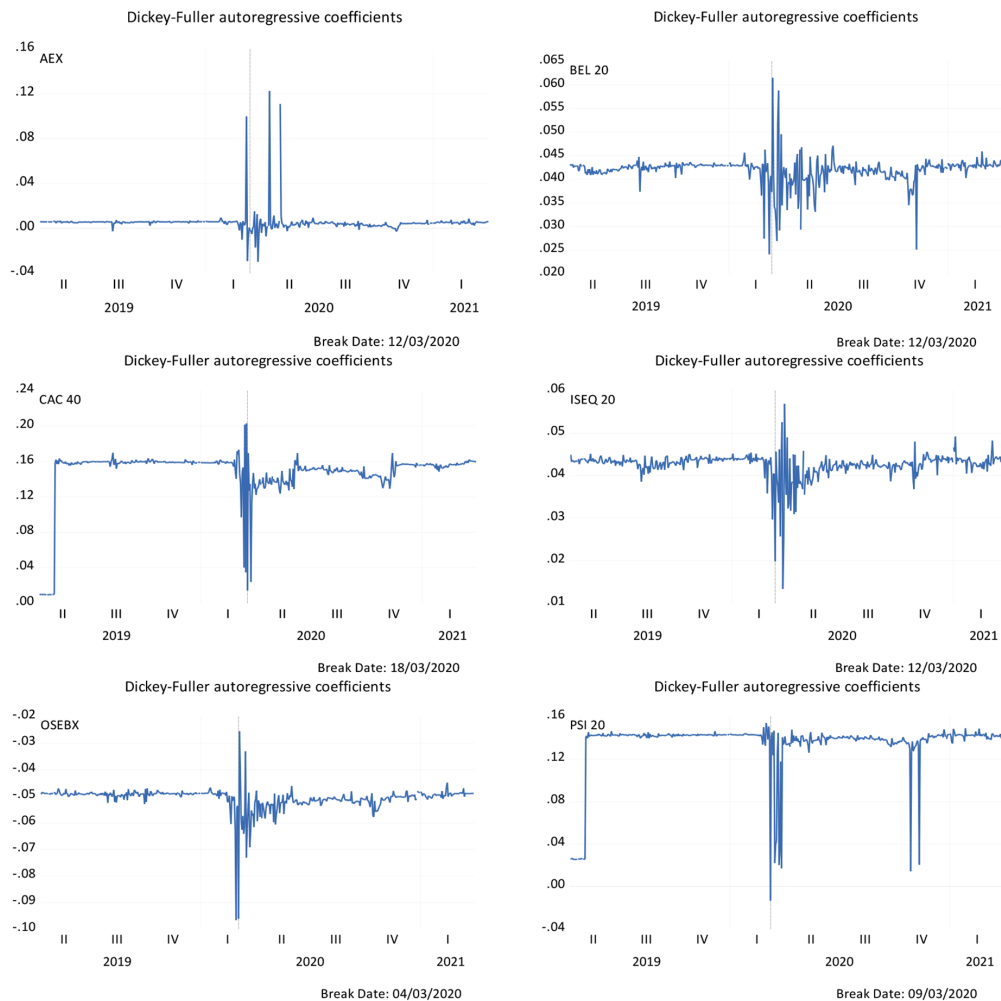 Dickey-Fuller autoregressive coefficients
AEX
.16
.12
.08
.04
.00
-.04
II III IV I II III IV I
2019 2020 2021
Break Date: 12/03/2020
Dickey-Fuller autoregressive coefficients
BEL 20
.065
.060
.055
.050
.045
.040
.035
.030
.025
.020
II III IV I II III IV I
2019 2020 2021
Break Date: 12/03/2020
Dickey-Fuller autoregressive coefficients
CAC 40
.24
.20
.16
.12
.08
.04
.00
II III IV I II III IV I
2019 2020 2021
Break Date: 18/03/2020
Dickey-Fuller autoregressive coefficients
ISEQ 20
.06
.05
.04
.03
.02
.01
II III IV I II III IV I
2019 2020 2021
Break Date: 12/03/2020
Dickey-Fuller autoregressive coefficients
OSEBX
-.02
-.03
-.04
-.05
-.06
-.07
-.08
-.09
-.10
II III IV I II III IV I
2019 2020 2021
Break Date: 04/03/2020
Dickey-Fuller autoregressive coefficients
PSI 20
.16
.12
.08
.04
.00
-.04
II III IV I II III IV I
2019 2020 2021
Break Date: 09/03/2020